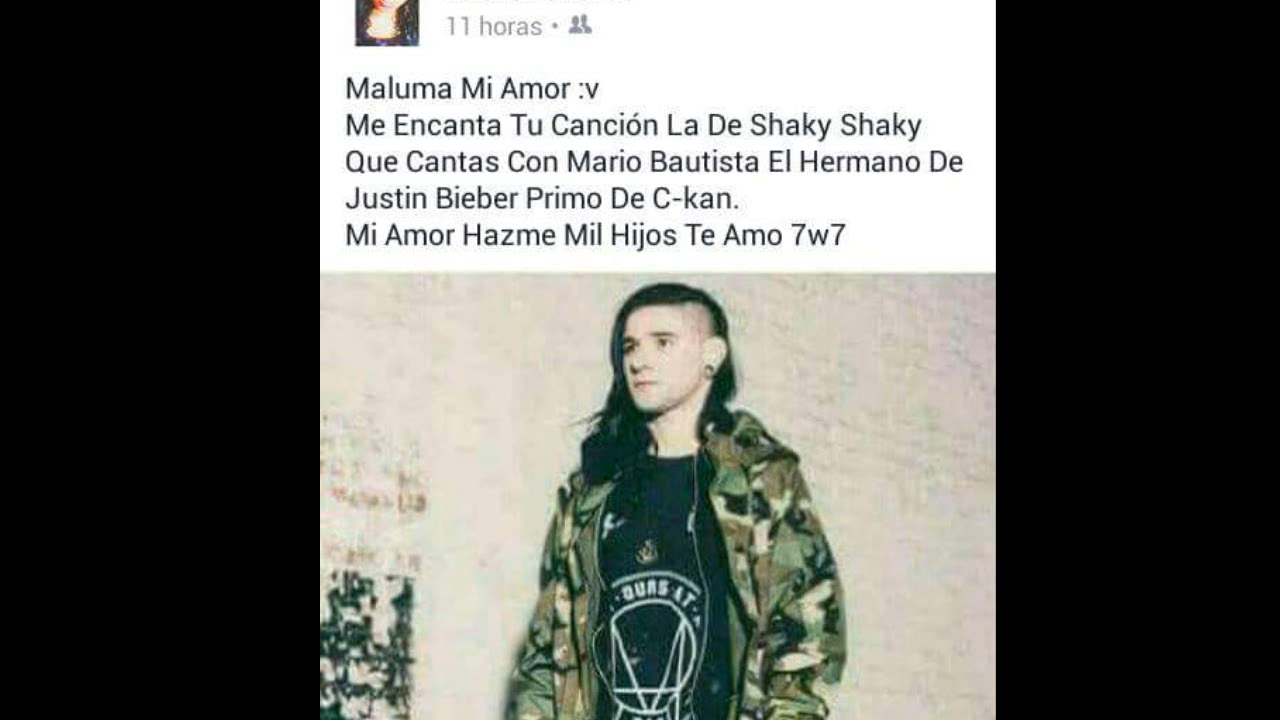 11 horas •
Maluma Mi Amor :v
Me Encanta Tu Canción La De Shaky Shaky
Que Cantas Con Mario Bautista El Hermano De
Justin Bieber Primo De C-kan.
Mi Amor Hazme Mil Hijos Te Amo 7w7